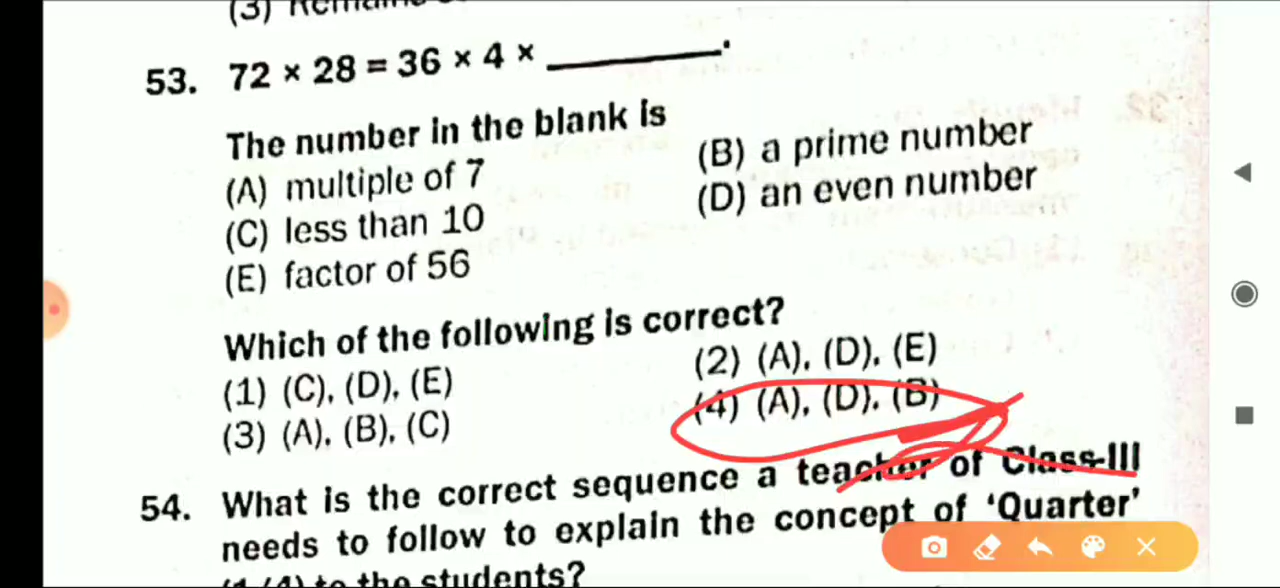 53. 72 × 28 = 36 × 4 × ________.
The number in the blank is
(A) multiple of 7 (B) a prime number
(C) less than 10 (D) an even number
(E) factor of 56
Which of the following is correct?
(1) (C), (D), (E) (2) (A), (D), (E)
(3) (A), (B), (C) (4) (A), (D), (B)
54. What is the correct sequence a teacher of Class-III
needs to follow to explain the concept of ‘Quarter’
to the students?